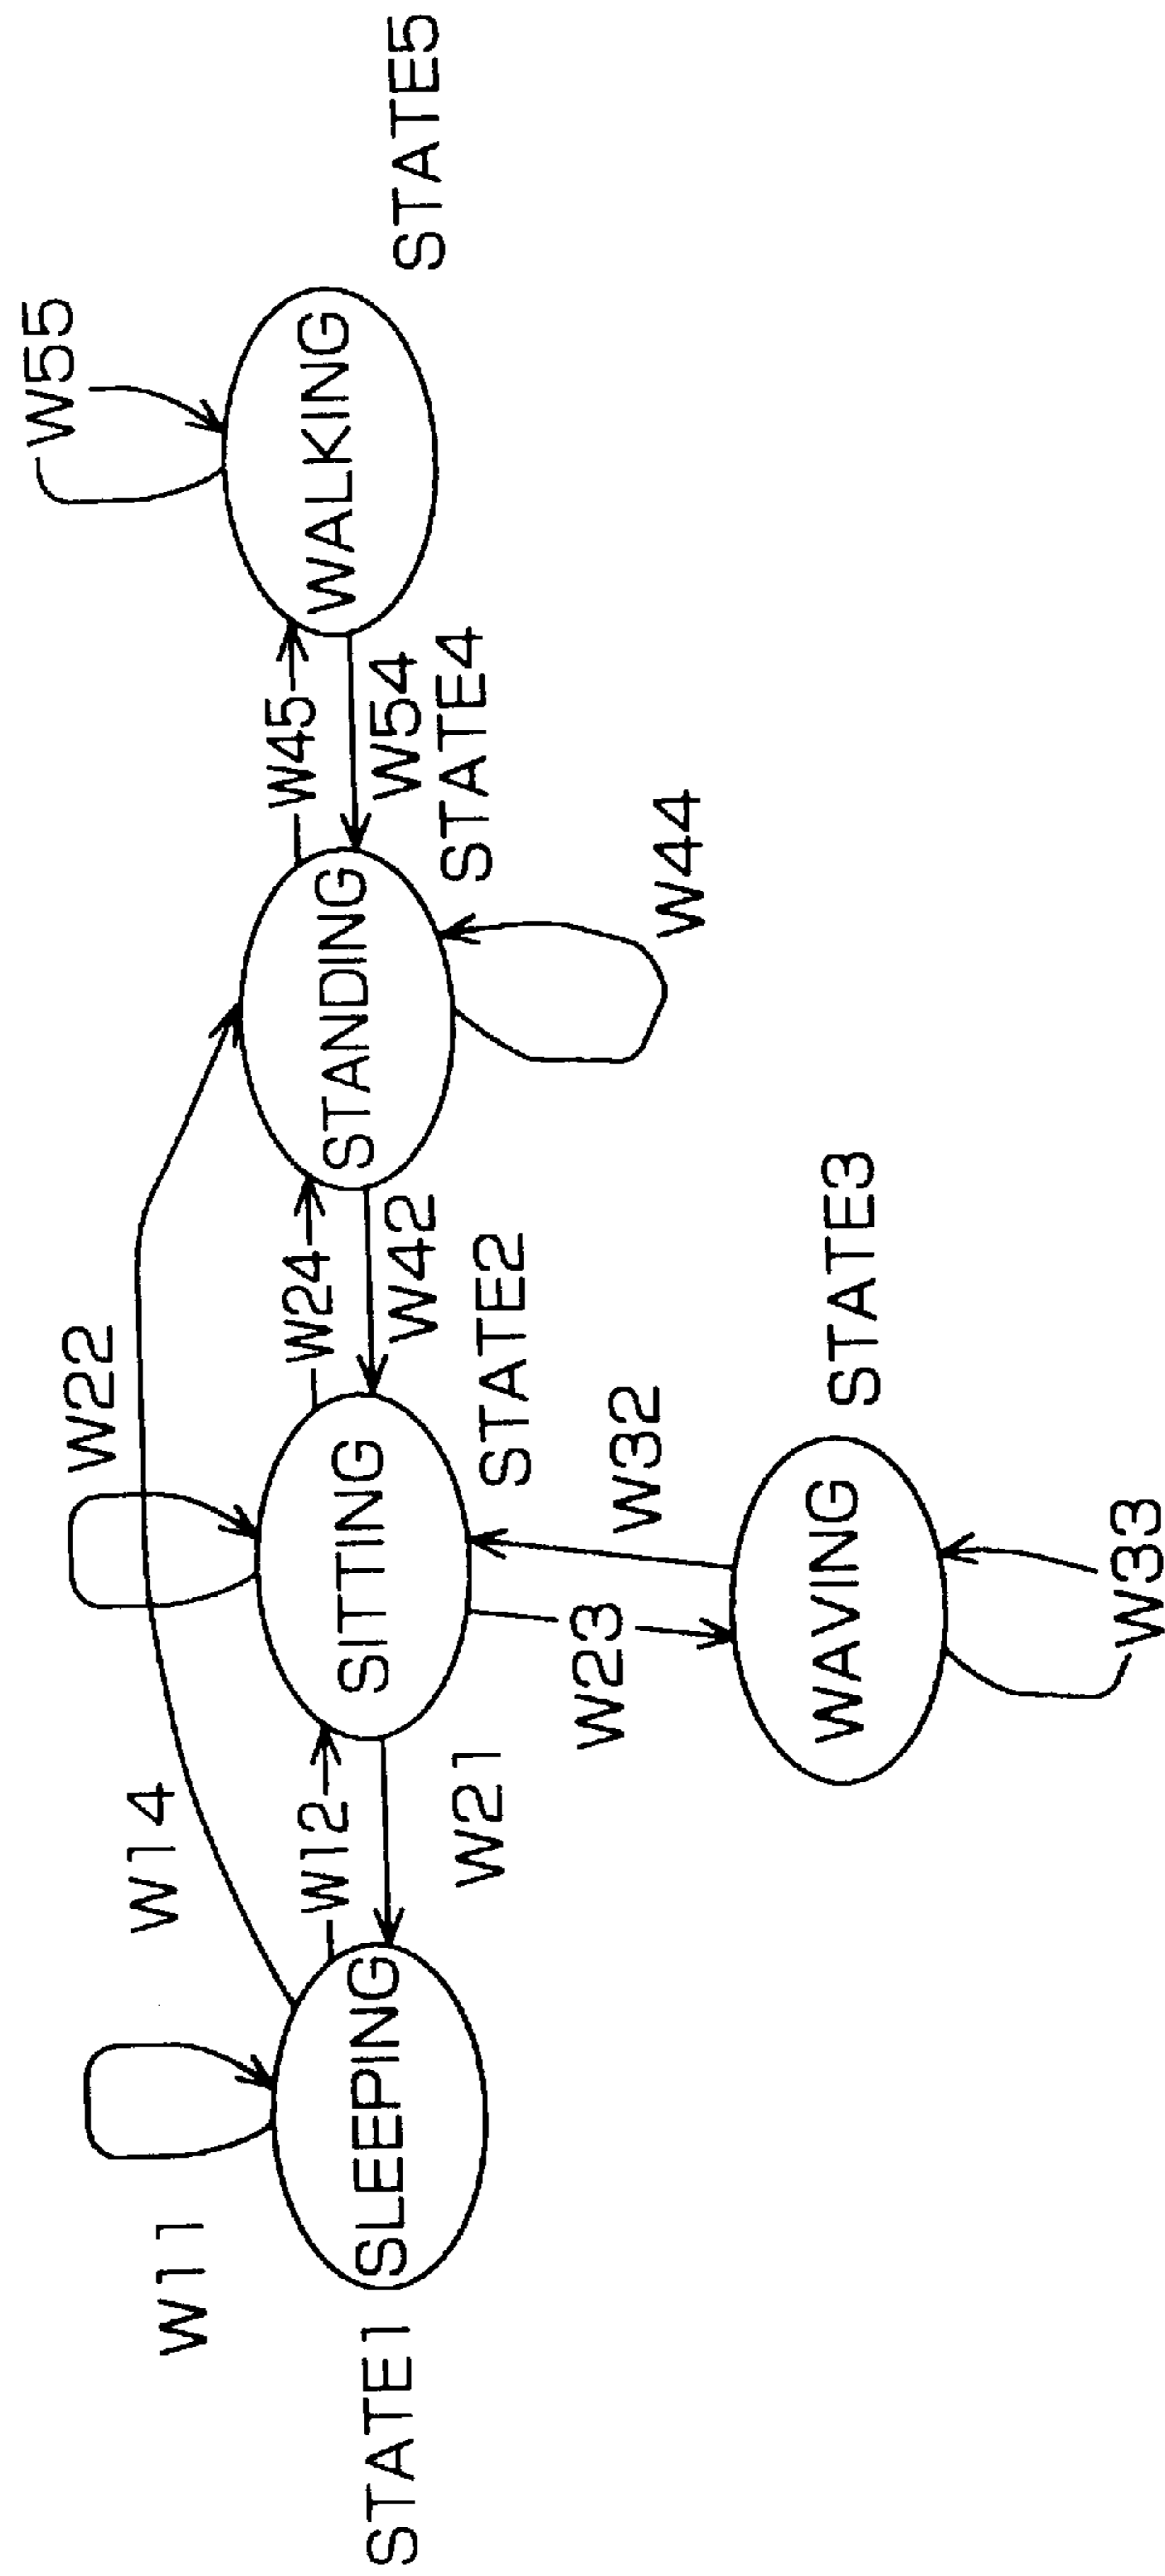 W11
W14
W22
W55
STATE1
SLEEPING
W12
W21
SITTING
W24
W42
STATE2
STANDING
W45
W54
STATE4
WALKING
STATE5
W44
W23
W32
WAVING
STATE3
W33